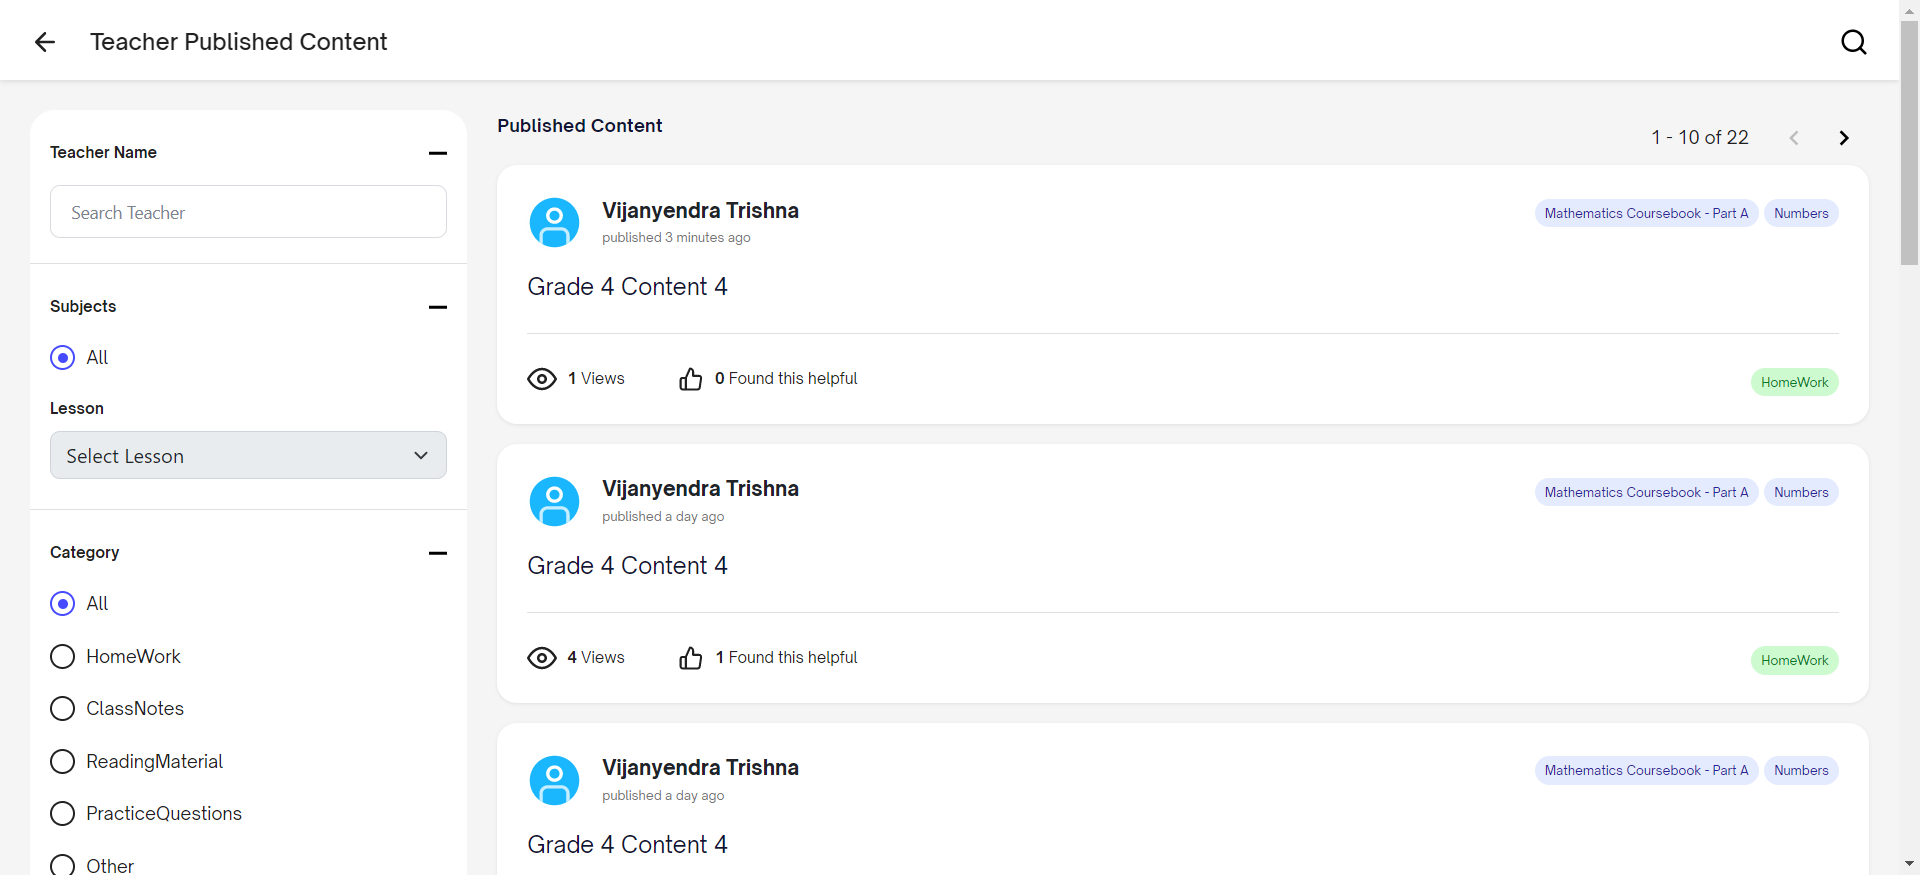 Teacher Published Content
Teacher Name
Search Teacher
Subjects
All
Lesson
Select Lesson
Category
All
HomeWork
ClassNotes
ReadingMaterial
PracticeQuestions
Other
Published Content
1 - 10 of 22
Vijanyendra Trishna
published 3 minutes ago
Mathematics Coursebook - Part A
Numbers
Grade 4 Content 4
1 Views
0 Found this helpful
HomeWork
Vijanyendra Trishna
published a day ago
Mathematics Coursebook - Part A
Numbers
Grade 4 Content 4
4 Views
1 Found this helpful
HomeWork
Vijanyendra Trishna
published a day ago
Mathematics Coursebook - Part A
Numbers
Grade 4 Content 4